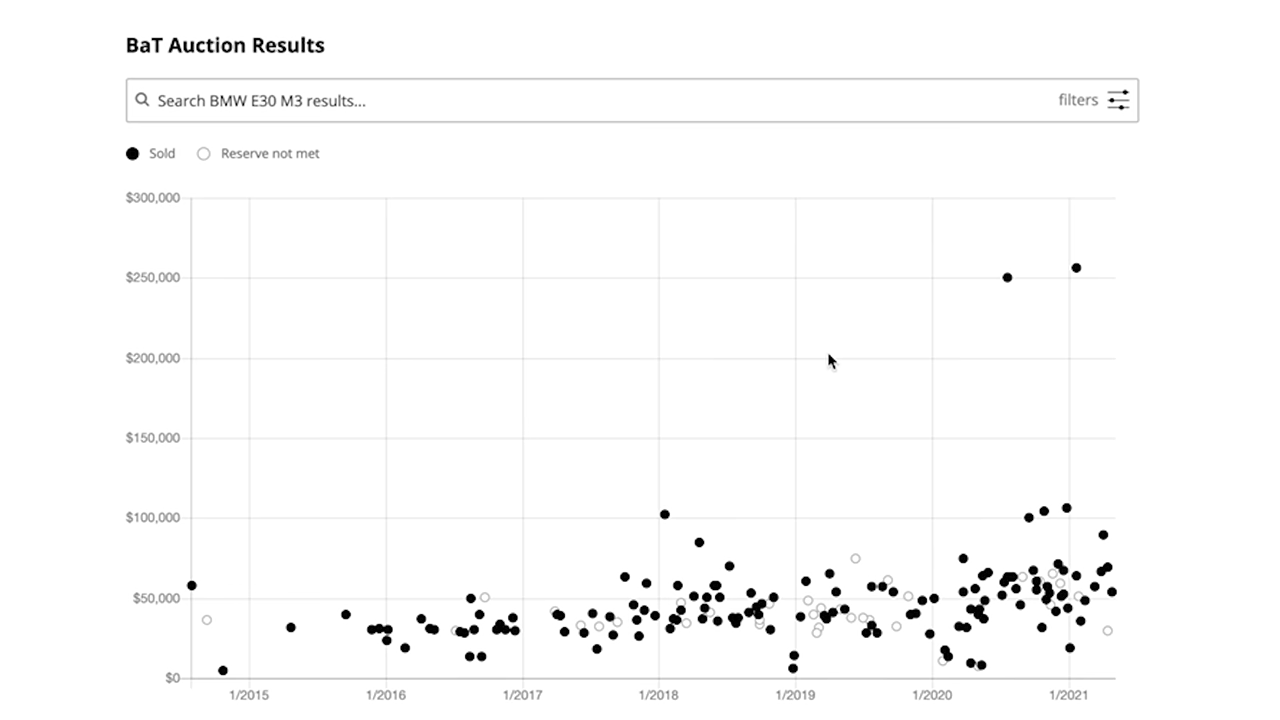 BaT Auction Results
Search BMW E30 M3 results...
filters
Sold
Reserve not met
$300,000
$250,000
$200,000
$150,000
$100,000
$50,000
$0
1/2015 1/2016 1/2017 1/2018 1/2019 1/2020 1/2021